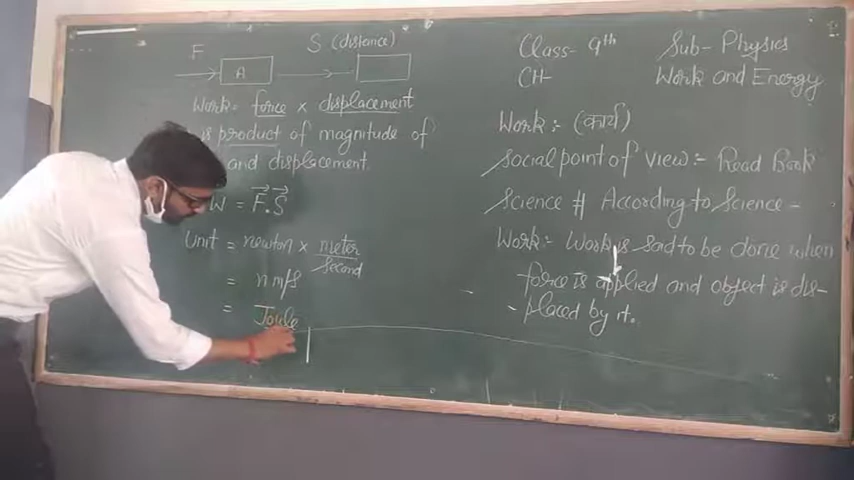 F
S (distance)
A
Work = force × displacement
is product of magnitude of
and displacement.
W = F.S
Unit = newton × meter
second
= n m/s
= Joule
Class- 9th Sub- Physics
CH- Work and Energy
Work :- (कार्य)
Social point of view :- Read Book
Science # According to Science -
Work:- Work is said to be done when
force is applied and object is dis-
placed by it.